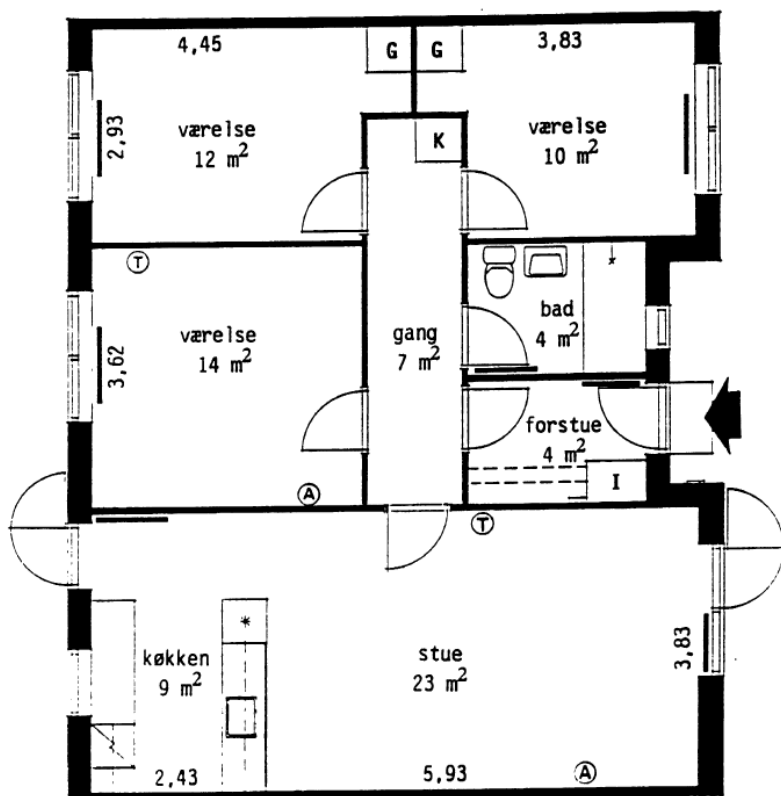 4,45
G
G
3,83
2,93
værelse
12 m²
K
værelse
10 m²
T
3,62
værelse
14 m²
gang
7 m²
bad
4 m²
forstue
4 m²
I
A
T
køkken
9 m²
*
stue
23 m²
3,83
2,43
5,93
A